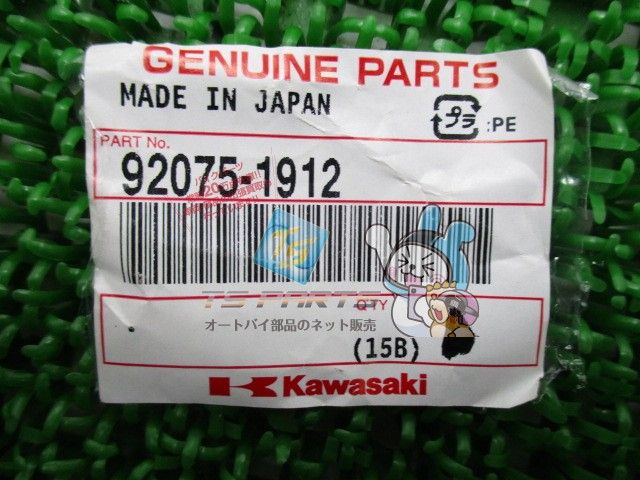 GENUINE PARTS
MADE IN JAPAN
プラ :PE
PART No.
92075-1912
TS PARTS
Q'TY
オートバイ部品のネット販売
(15B)
Kawasaki